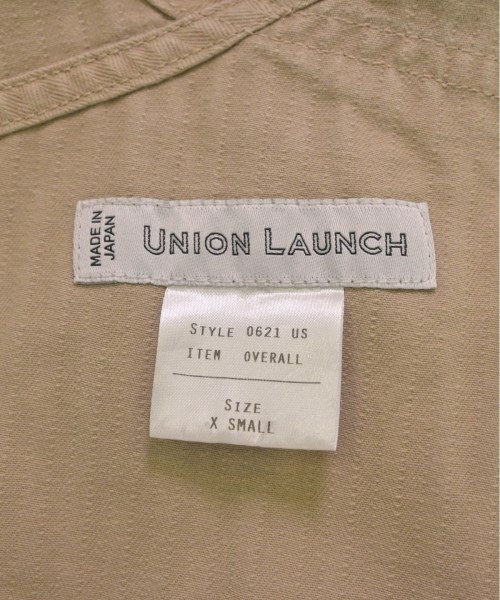 MADE IN
JAPAN
UNION LAUNCH
STYLE 0621 US
ITEM OVERALL
SIZE
X SMALL